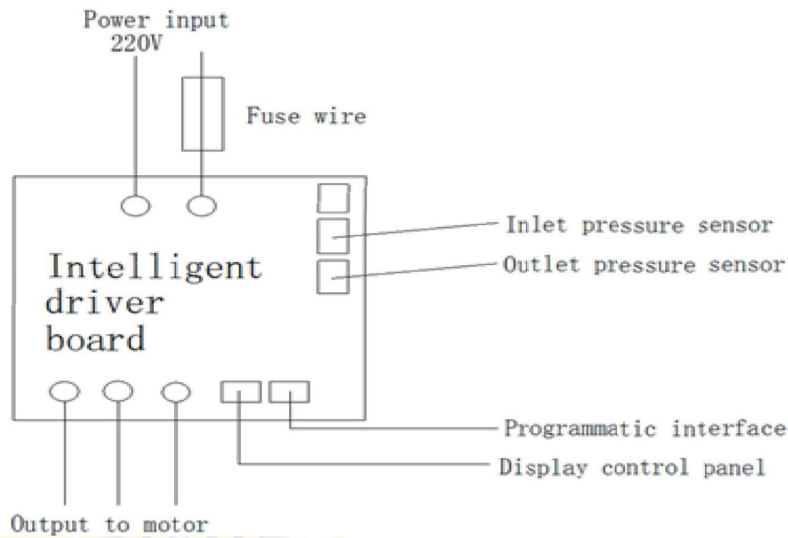 Power input
220V
Fuse wire
Inlet pressure sensor
Outlet pressure sensor
Intelligent
driver
board
Programmatic interface
Display control panel
Output to motor